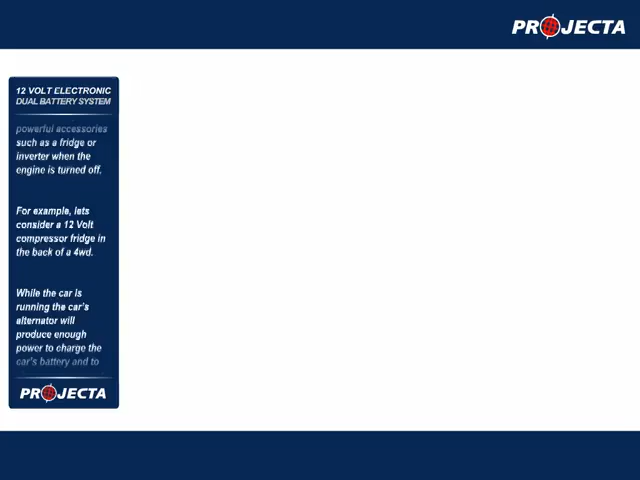 PROJECTA
12 VOLT ELECTRONIC
DUAL BATTERY SYSTEM
powerful accessories
such as a fridge or
inverter when the
engine is turned off.
For example, lets
consider a 12 Volt
compressor fridge in
the back of a 4wd.
While the car is
running the car's
alternator will
produce enough
power to charge the
car's battery and to
PROJECTA